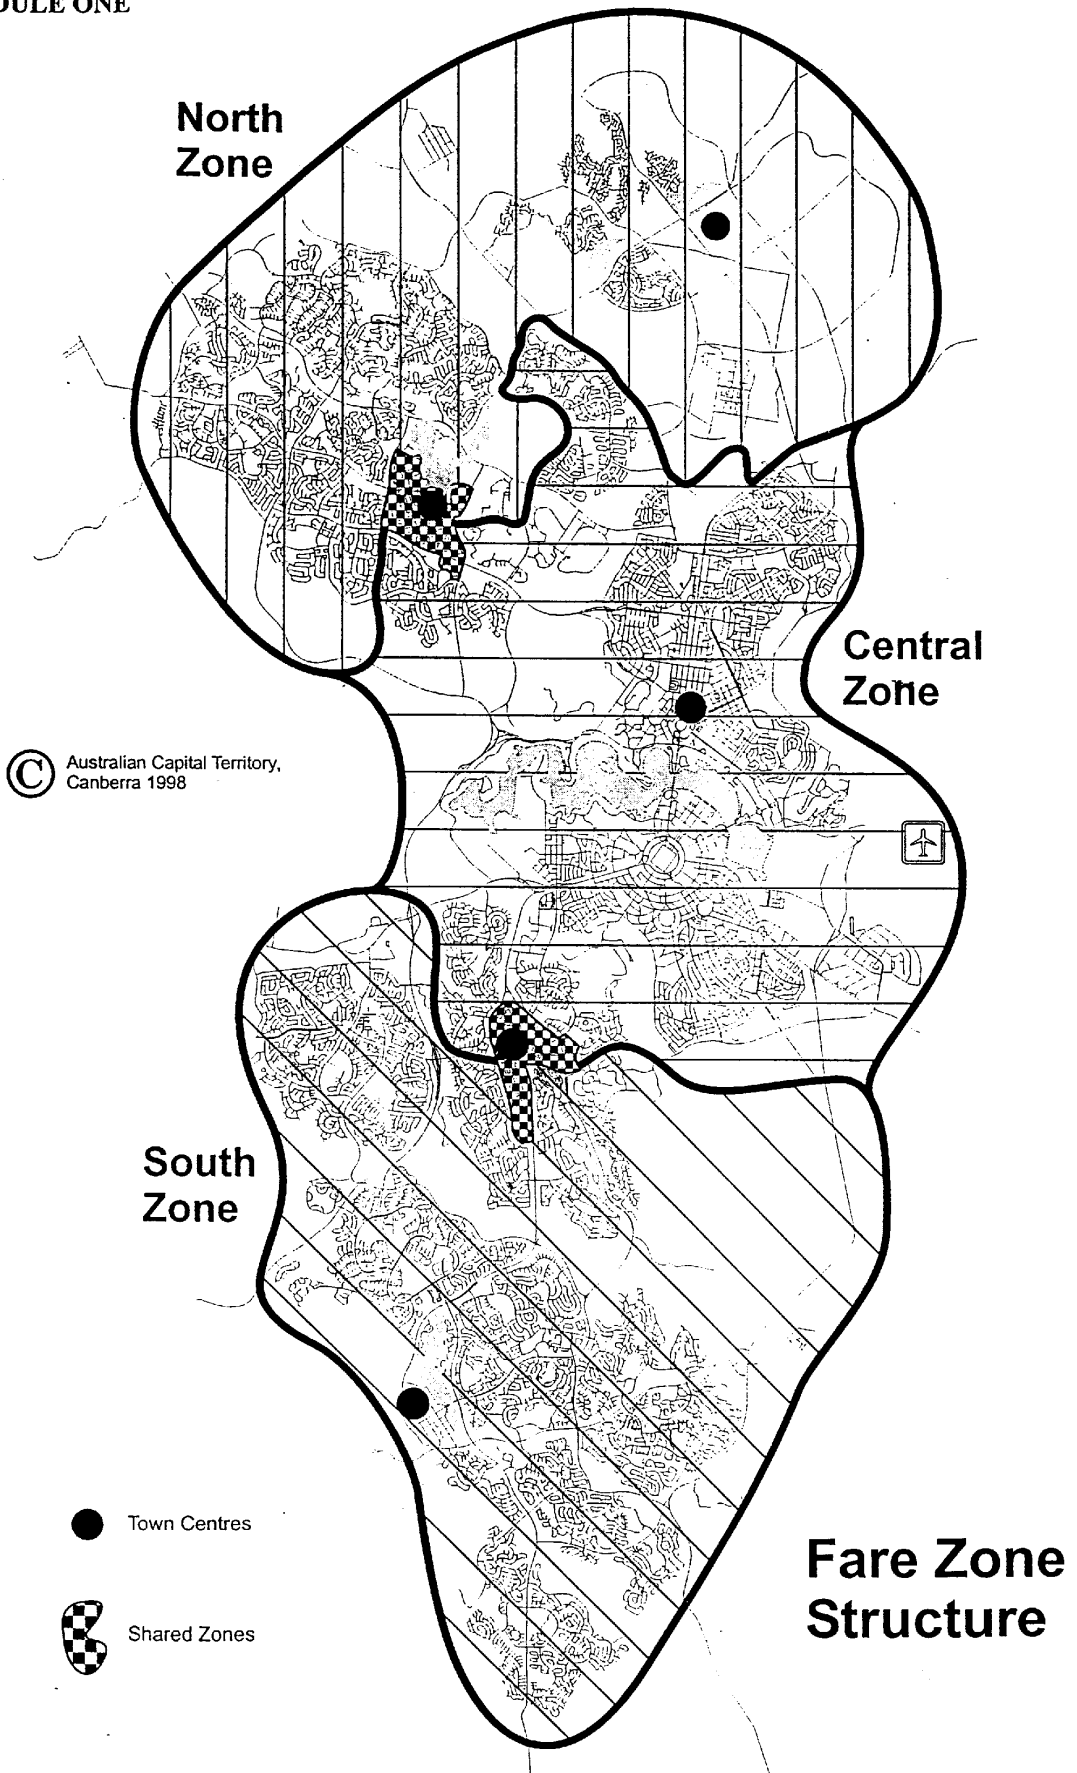 ONE
North
Zone
Central
Zone
©
Australian Capital Territory,
Canberra 1998
South
Zone
Town Centres
Shared Zones
Fare Zone
Structure